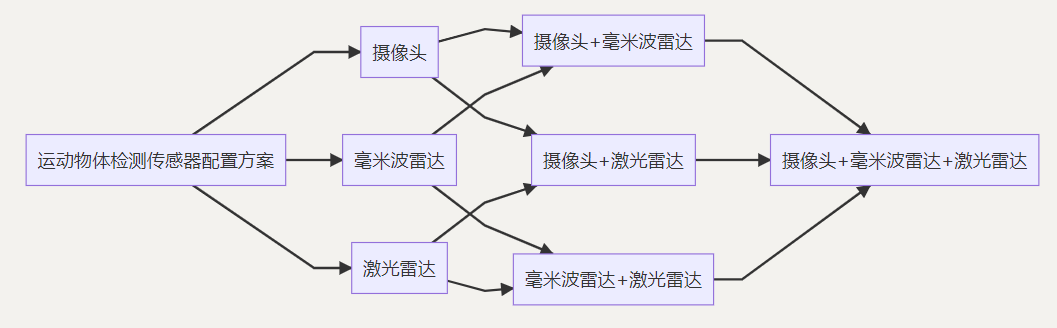 运动物体检测传感器配置方案
摄像头
毫米波雷达
激光雷达
摄像头+毫米波雷达
摄像头+激光雷达
毫米波雷达+激光雷达
摄像头+毫米波雷达+激光雷达